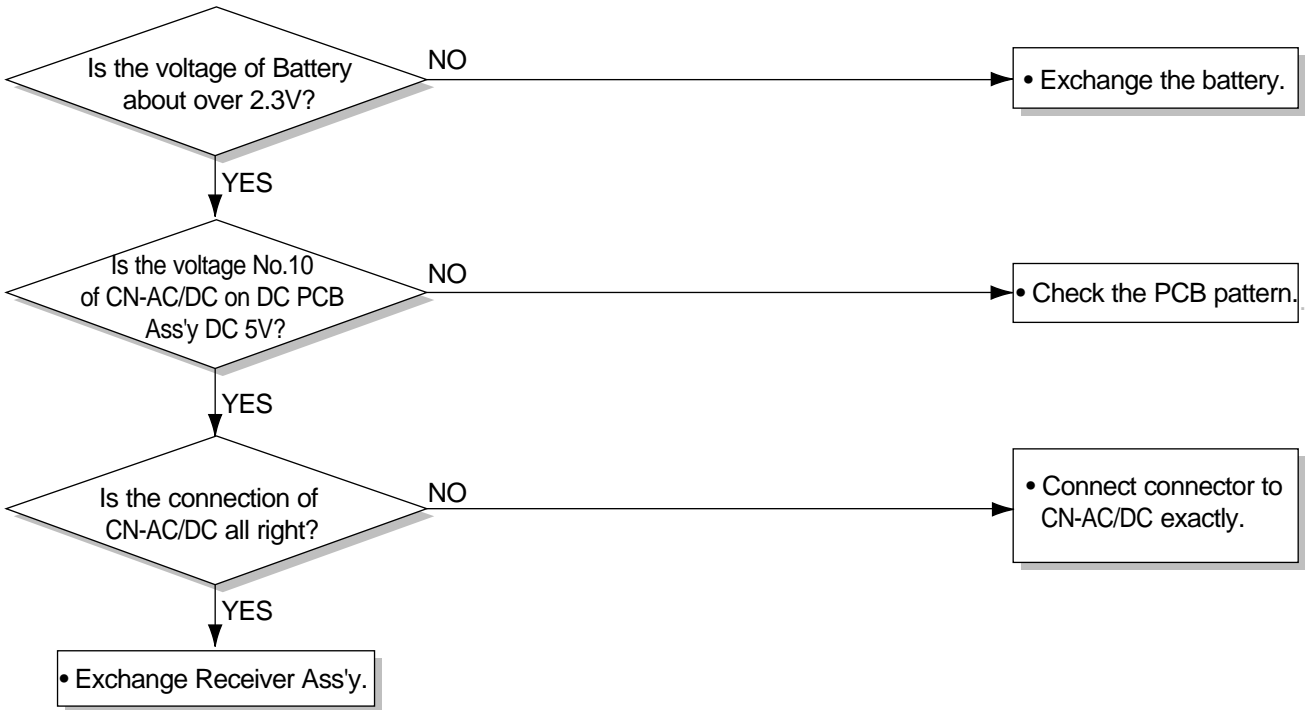 Is the voltage of Battery
about over 2.3V?
NO
• Exchange the battery.
YES
Is the voltage No.10
of CN-AC/DC on DC PCB
Ass'y DC 5V?
NO
• Check the PCB pattern.
YES
Is the connection of
CN-AC/DC all right?
NO
• Connect connector to
CN-AC/DC exactly.
YES
• Exchange Receiver Ass'y.